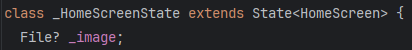 class _HomeScreenState extends State<HomeScreen> {
  File? _image;